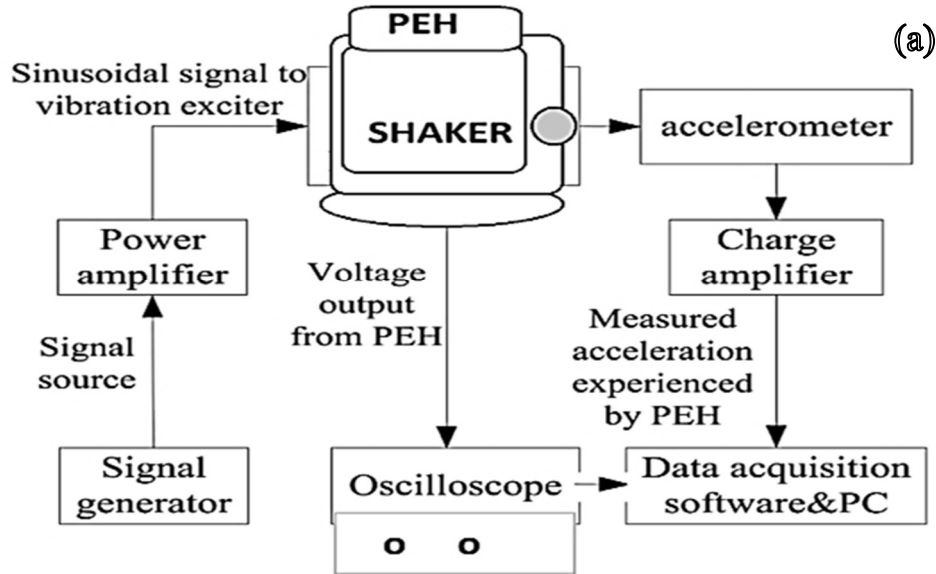 (a)
PEH
SHAKER
Sinusoidal signal to
vibration exciter
accelerometer
Power
amplifier
Charge
amplifier
Voltage
output
from PEH
Signal
source
Measured
acceleration
experienced
by PEH
Signal
generator
Oscilloscope
Data acquisition
software&PC
o o